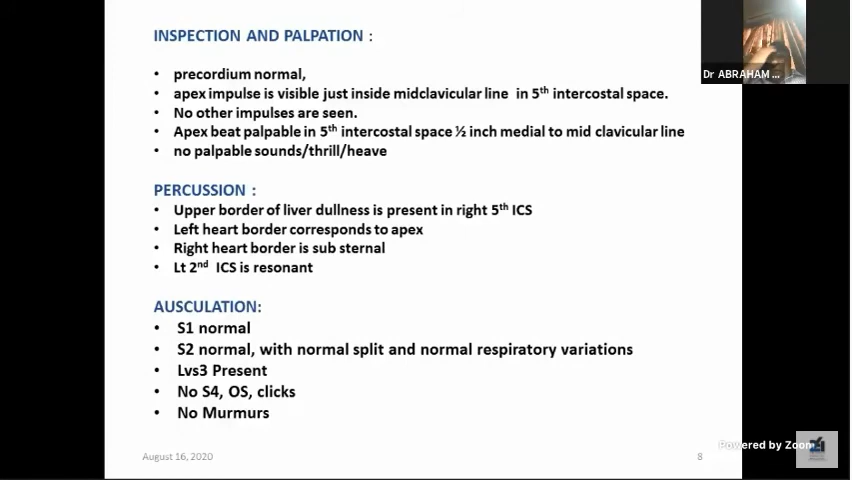 INSPECTION AND PALPATION :
Dr ABRAHAM ...
• precordium normal,
• apex impulse is visible just inside midclavicular line in 5th intercostal space.
• No other impulses are seen.
• Apex beat palpable in 5th intercostal space ½ inch medial to mid clavicular line
• no palpable sounds/thrill/heave
PERCUSSION :
• Upper border of liver dullness is present in right 5th ICS
• Left heart border corresponds to apex
• Right heart border is sub sternal
• Lt 2nd ICS is resonant
AUSCULATION:
• S1 normal
• S2 normal, with normal split and normal respiratory variations
• Lvs3 Present
• No S4, OS, clicks
• No Murmurs
Powered by Zoom
August 16, 2020
8